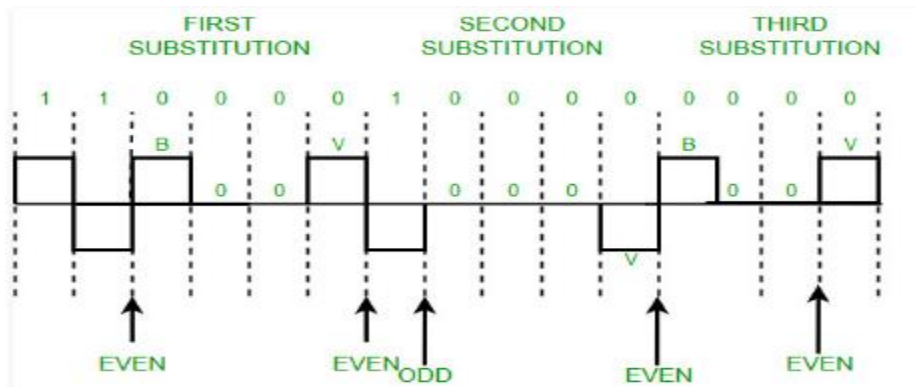 FIRST SUBSTITUTION
SECOND SUBSTITUTION
THIRD SUBSTITUTION
1 1 0 0 0 0 1 0 0 0 0 0 0 0 0
B V B V
0 0 0 0 0 0 0
V
EVEN EVEN ODD EVEN EVEN